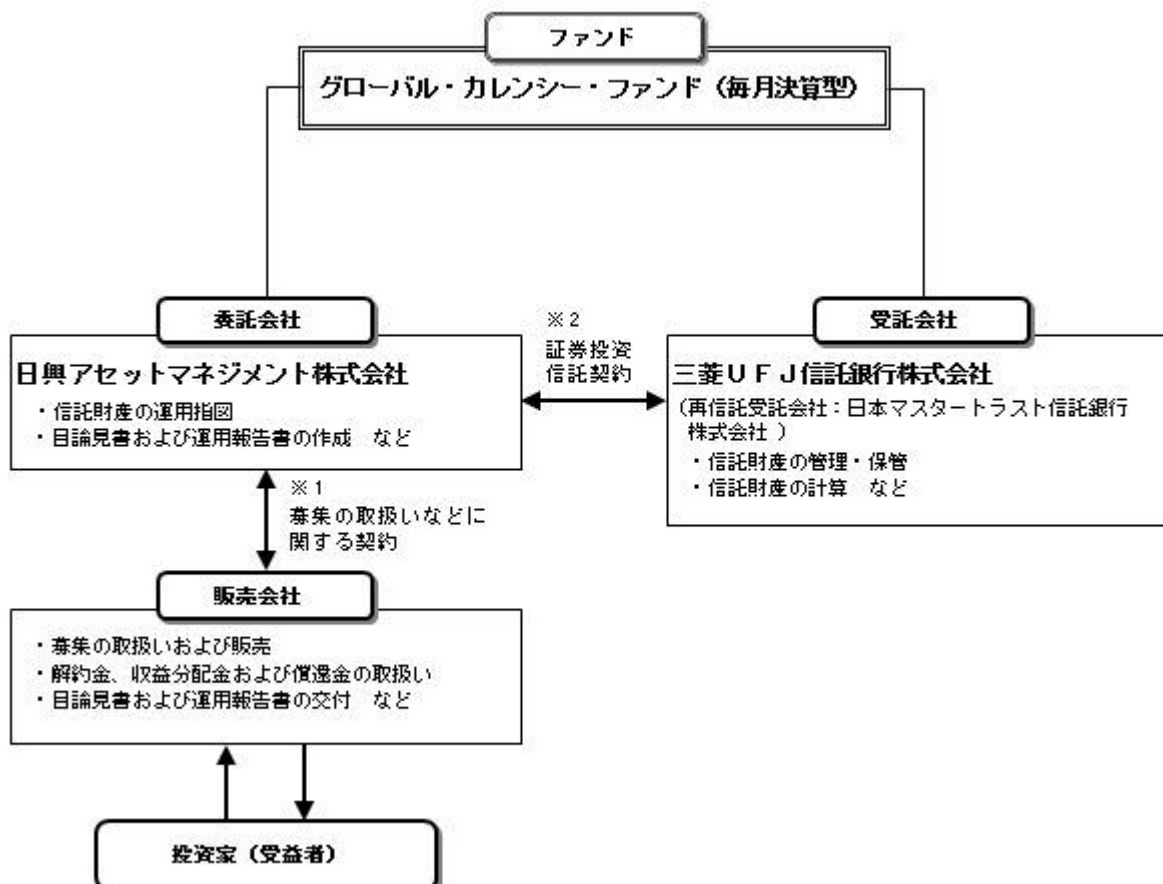 ファンド
グローバル・カレンシー・ファンド（毎月決算型）
委託会社
日興アセットマネジメント株式会社
・信託財産の運用指図
・目論見書および運用報告書の作成　など
※２
証券投資
信託契約
受託会社
三菱ＵＦＪ信託銀行株式会社
（再信託受託会社：日本マスタートラスト信託銀行
株式会社）
・信託財産の管理・保管
・信託財産の計算　など
※１
募集の取扱いなどに
関する契約
販売会社
・募集の取扱いおよび販売
・解約金、収益分配金および償還金の取扱い
・目論見書および運用報告書の交付　など
投資家（受益者）